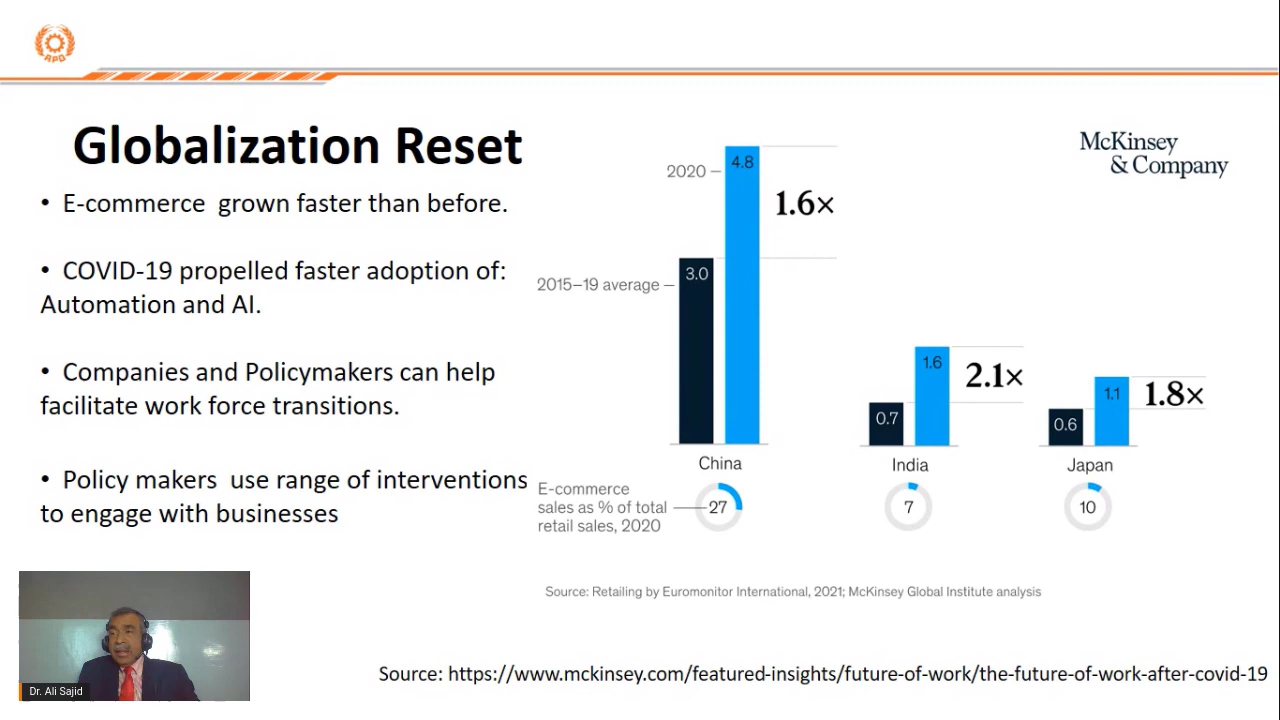 APO
Globalization Reset
• E-commerce grown faster than before.
• COVID-19 propelled faster adoption of:
Automation and AI.
• Companies and Policymakers can help
facilitate work force transitions.
• Policy makers use range of interventions
to engage with businesses
McKinsey
& Company
2020
4.8
1.6×
2015–19 average
3.0
1.6
2.1×
0.7
1.1
1.8×
0.6
China
India
Japan
E-commerce
sales as % of total
retail sales, 2020
27
7
10
Source: Retailing by Euromonitor International, 2021; McKinsey Global Institute analysis
Source: https://www.mckinsey.com/featured-insights/future-of-work/the-future-of-work-after-covid-19
Dr. Ali Sajid